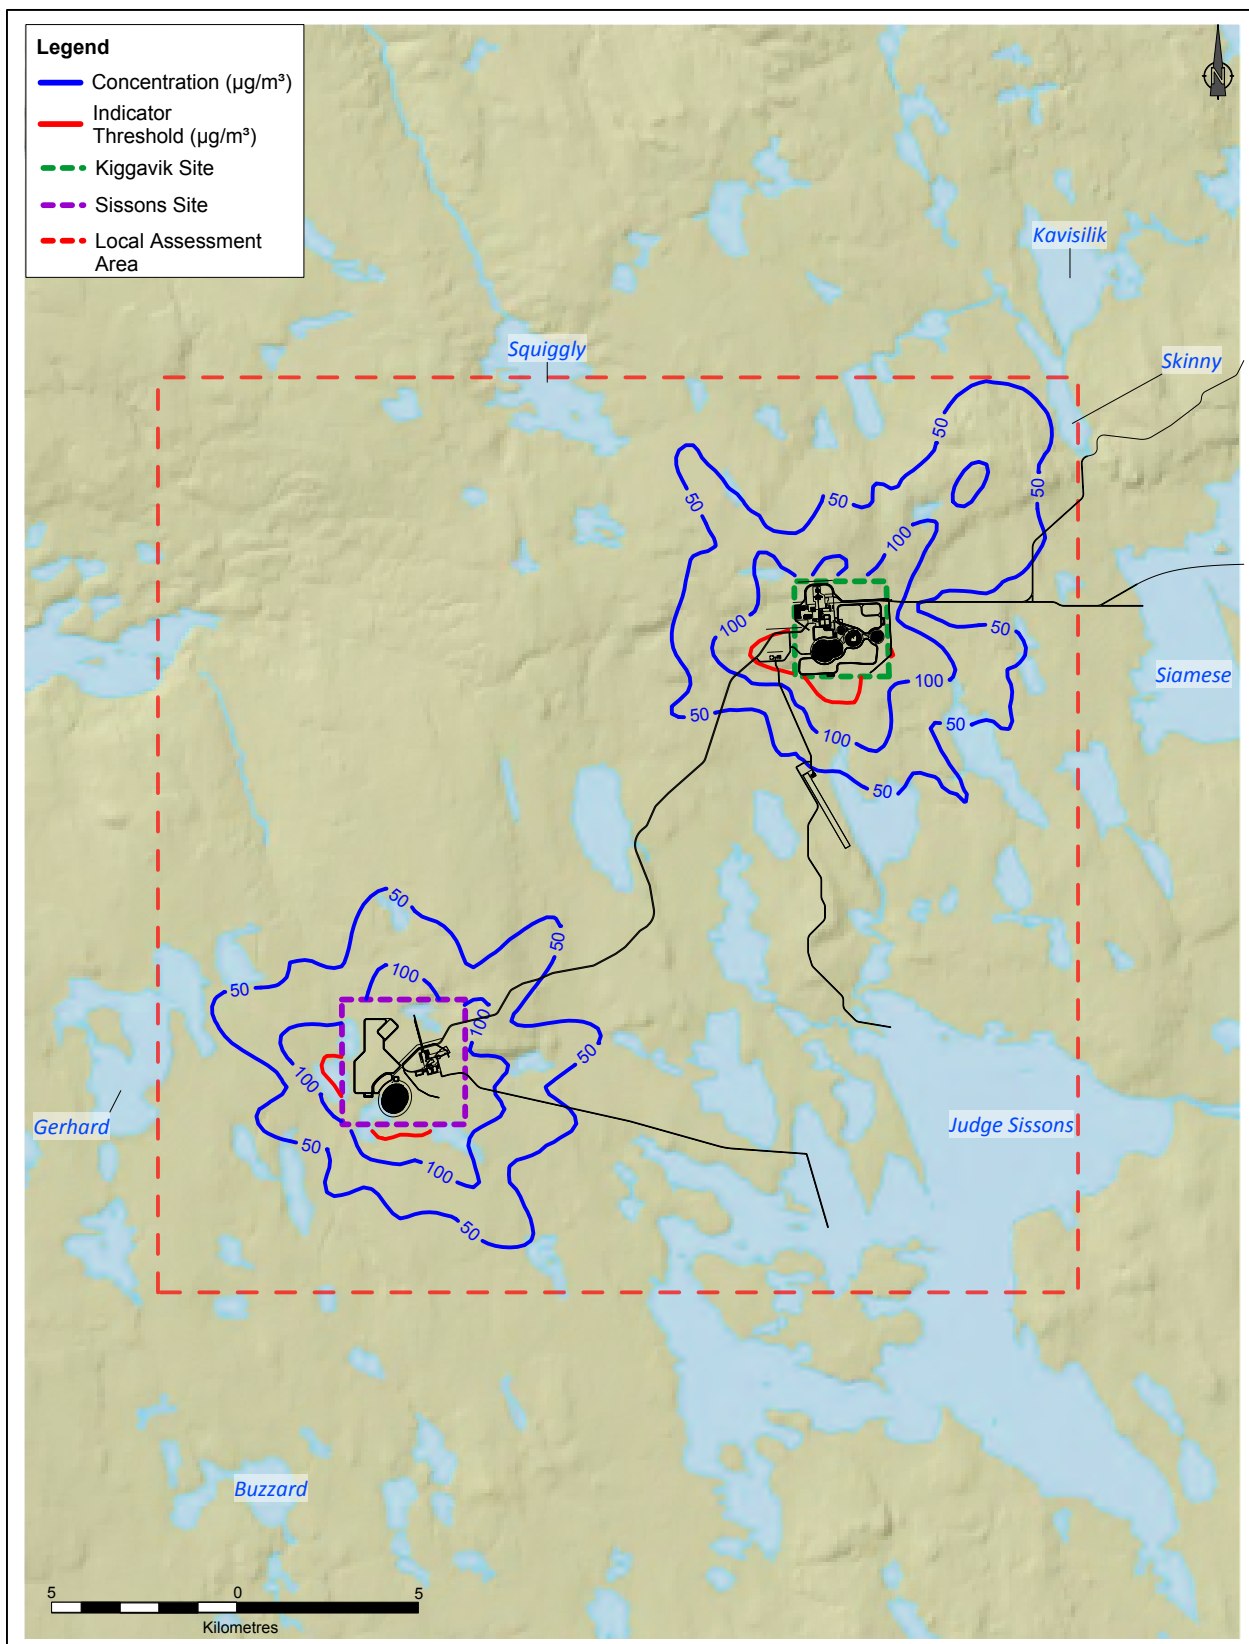 Legend
Concentration (µg/m³)
Indicator
Threshold (µg/m³)
Kiggavik Site
Sissons Site
Local Assessment
Area
N
Kavisilik
Squiggly
Skinny
50
50
50
50
100
100
50
Siamese
100
50
50
100
50
50
50
100
50
100
50
100
Gerhard
Judge Sissons
50
100
50
Buzzard
5 0 5
Kilometres